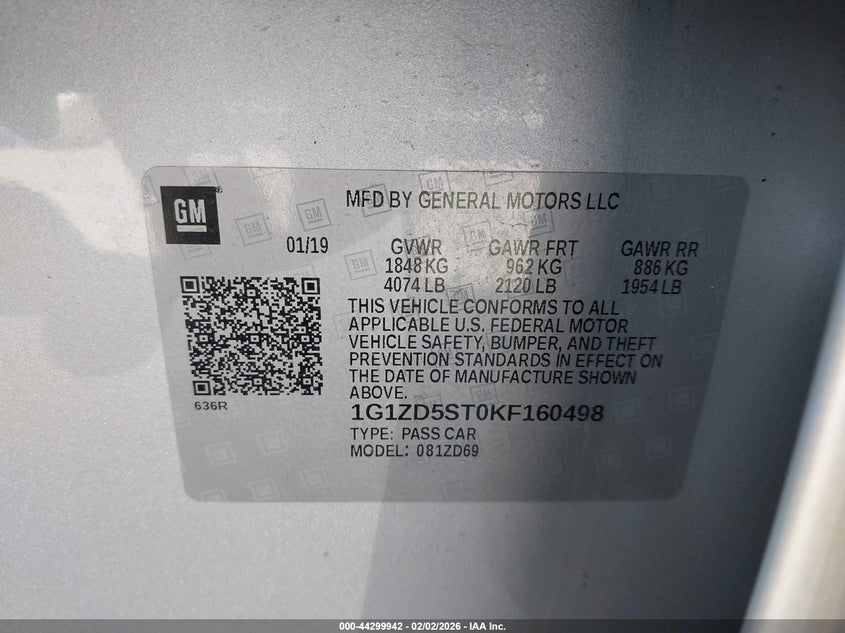 GM
MFD BY GENERAL MOTORS LLC
01/19 GVWR GAWR FRT GAWR RR
1848 KG 962 KG 886 KG
4074 LB 2120 LB 1954 LB
THIS VEHICLE CONFORMS TO ALL
APPLICABLE U.S. FEDERAL MOTOR
VEHICLE SAFETY, BUMPER, AND THEFT
PREVENTION STANDARDS IN EFFECT ON
THE DATE OF MANUFACTURE SHOWN
ABOVE.
636R
1G1ZD5ST0KF160498
TYPE: PASS CAR
MODEL: 081ZD69
000-44299942 - 02/02/2026 - IAA Inc.